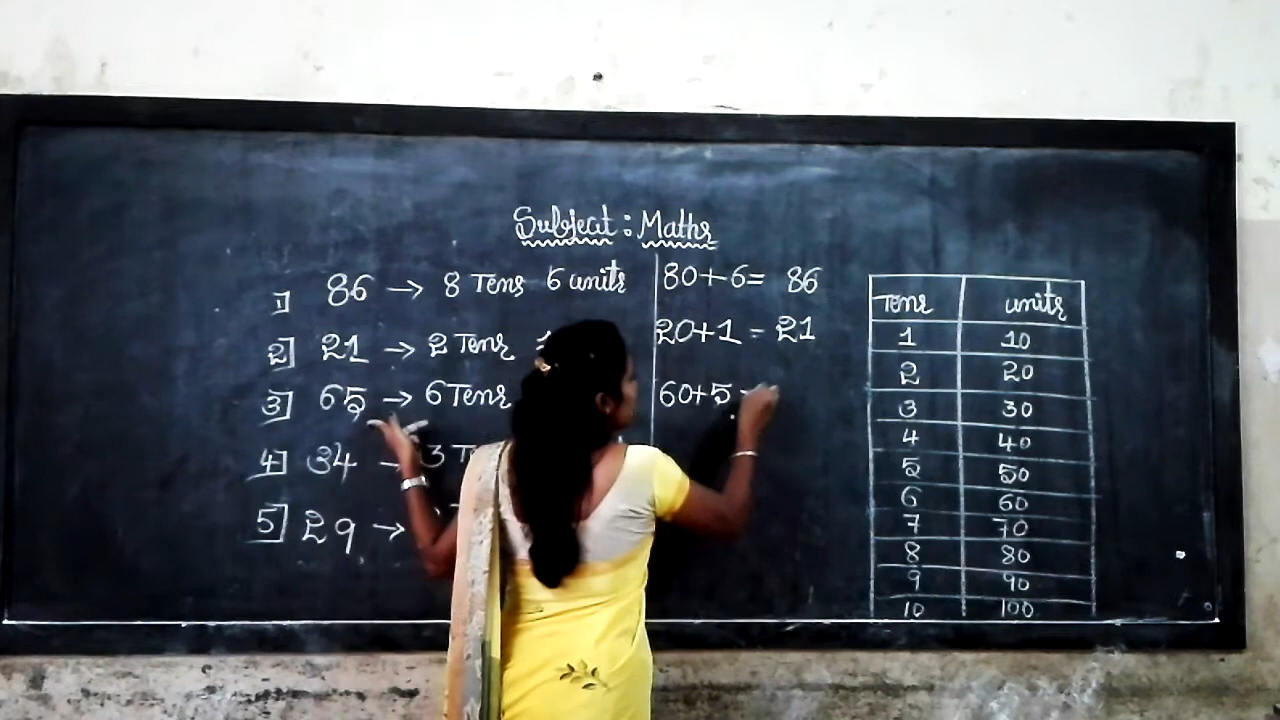 Subject : Maths
1] 86 → 8 Tens 6 units 80+6= 86
2] 21 → 2 Tens 20+1 = 21
3] 65 → 6 Tens 60+5
4] 34 → 3
5] 29 →
Tens units
1 10
2 20
3 30
4 40
5 50
6 60
7 70
8 80
9 90
10 100